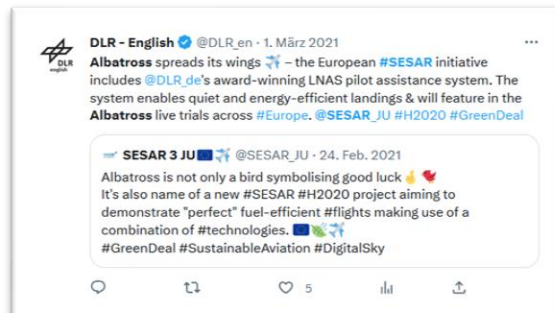 DLR - English @DLR_en · 1. März 2021
Albatross spreds its wings ✈️ – the European #SESAR initiative
includes @DLR_de's award-winning LNAS pilot assistance system. The
system enables quiet and energy-efficient landings & will feature in the
Albatross live trials across #Europe. @SESAR_JU #H2020 #GreenDeal
DLR
english
SESAR 3 JU🇪🇺✈️ @SESAR_JU · 24. Feb. 2021
Albatross is not only a bird symbolising good luck🤞 🐦
It's also name of a new #SESAR #H2020 project aiming to
demonstrate "perfect" fuel-efficient #flights making use of a
combination of #technologies. 🇪🇺🍃✈️
#GreenDeal #SustainableAviation #DigitalSky
5